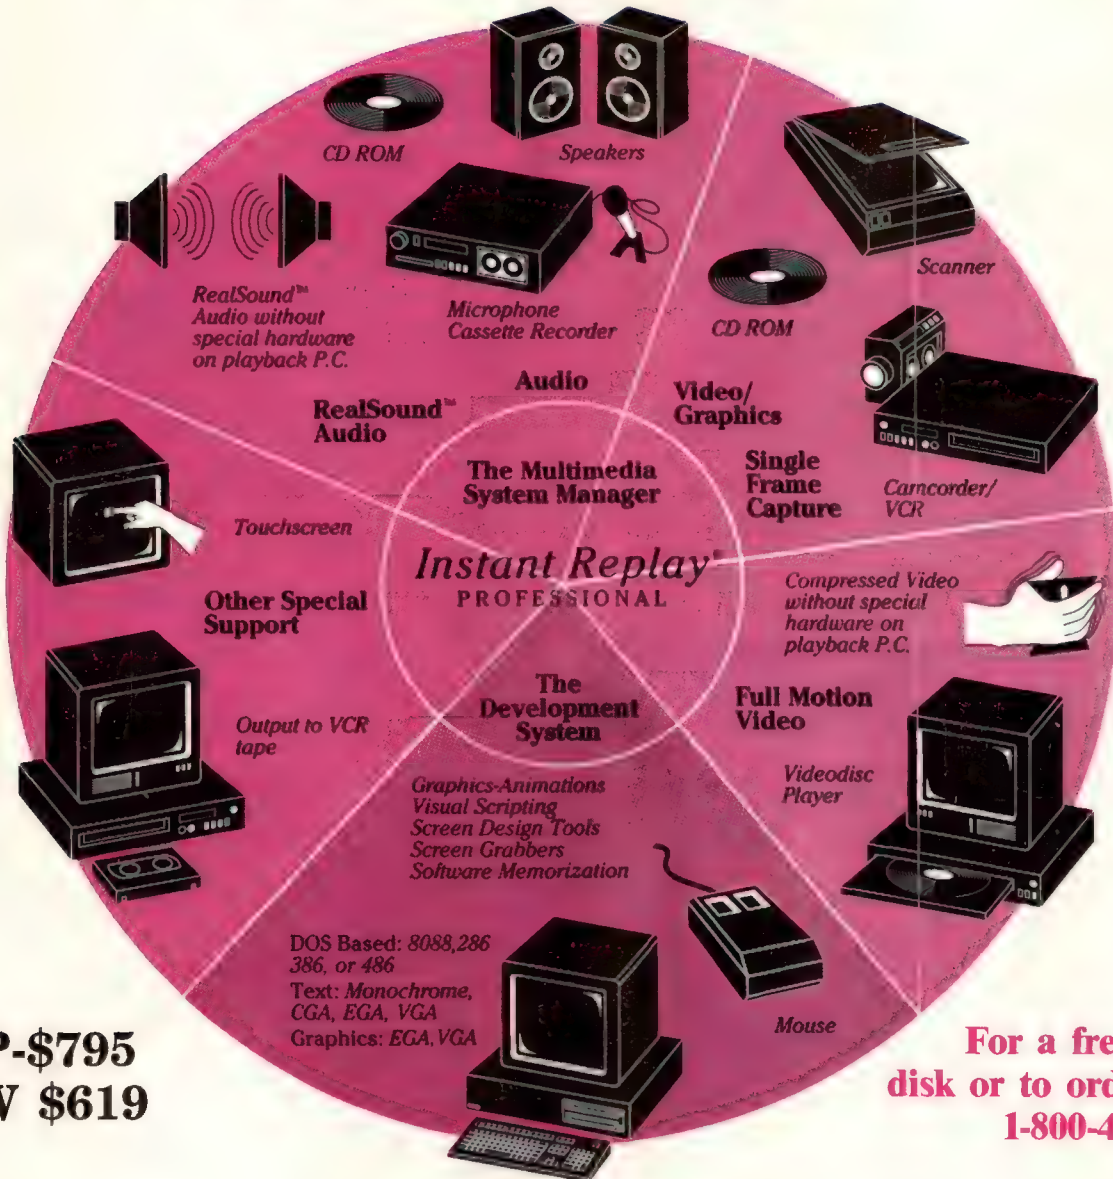 CD ROM
Speakers
Scanner
RealSound™
Audio without
special hardware
on playback P.C.
Microphone
Cassette Recorder
CD ROM
Camcorder/
VCR
Audio
RealSound™
Audio
Video/
Graphics
Single
Frame
Capture
The Multimedia
System Manager
Instant Replay
PROFESSIONAL
Touchscreen
Other Special
Support
Output to VCR
tape
Compressed Video
without special
hardware on
playback P.C.
Full Motion
Video
Videodisc
Player
The
Development
System
Graphics-Animations
Visual Scripting
Screen Design Tools
Screen Grabbers
Software Memorization
DOS Based: 8088,286
386, or 486
Text: Monochrome,
CGA, EGA, VGA
Graphics: EGA, VGA
Mouse
-$795
$619
For a
disk or to
1-800-4